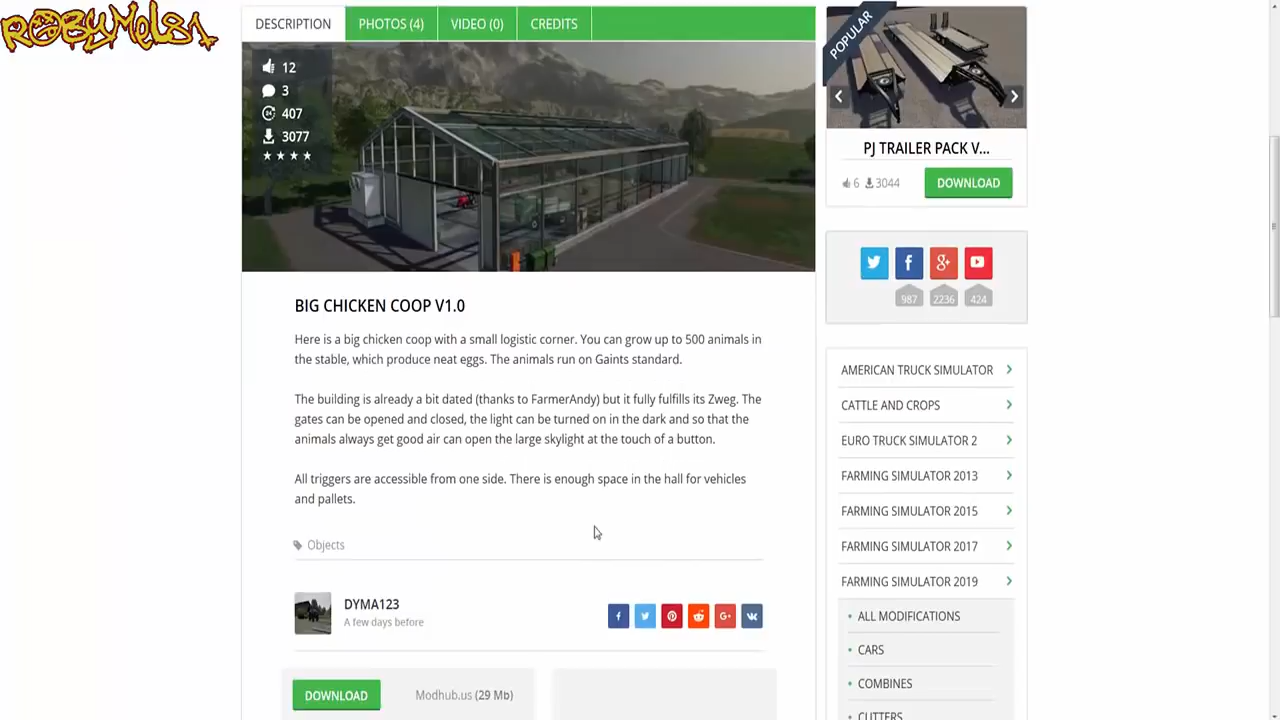 RobyMel81
DESCRIPTION
PHOTOS (4)
VIDEO (0)
CREDITS
12
3
24 407
3077
POPULAR
PJ TRAILER PACK V...
6 3044
DOWNLOAD
987 2236 424
BIG CHICKEN COOP V1.0
Here is a big chicken coop with a small logistic corner. You can grow up to 500 animals in
the stable, which produce neat eggs. The animals run on Gaints standard.
The building is already a bit dated (thanks to FarmerAndy) but it fully fulfills its Zweg. The
gates can be opened and closed, the light can be turned on in the dark and so that the
animals always get good air can open the large skylight at the touch of a button.
All triggers are accessible from one side. There is enough space in the hall for vehicles
and pallets.
Objects
DYMA123
A few days before
DOWNLOAD
Modhub.us (29 Mb)
AMERICAN TRUCK SIMULATOR
CATTLE AND CROPS
EURO TRUCK SIMULATOR 2
FARMING SIMULATOR 2013
FARMING SIMULATOR 2015
FARMING SIMULATOR 2017
FARMING SIMULATOR 2019
ALL MODIFICATIONS
CARS
COMBINES
CUTTERS